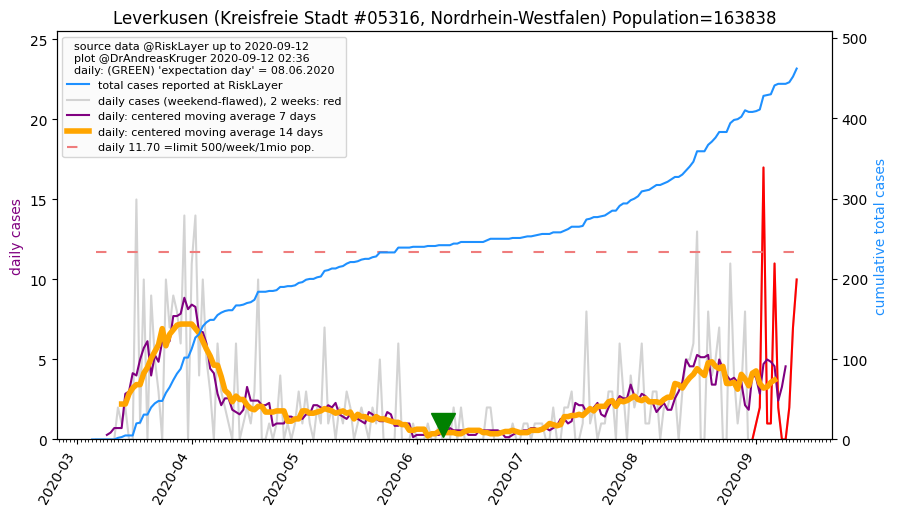 Leverkusen (Kreisfreie Stadt #05316, Nordrhein-Westfalen) Population=163838
source data @RiskLayer up to 2020-09-12
plot @DrAndreasKruger 2020-09-12 02:36
daily: (GREEN) 'expectation day' = 08.06.2020
total cases reported at RiskLayer
daily cases (weekend-flawed), 2 weeks: red
daily: centered moving average 7 days
daily: centered moving average 14 days
daily 11.70 =limit 500/week/1mio pop.
daily cases
25
20
15
10
5
0
500
400
300
200
100
0
cumulative total cases
2020-03
2020-04
2020-05
2020-06
2020-07
2020-08
2020-09